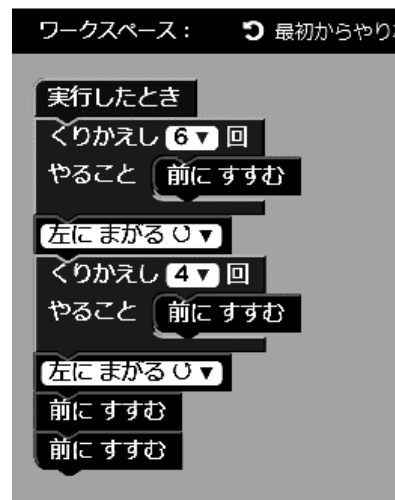 ワークスペース： 最初からやり
実行したとき
くりかえし 6▼ 回
やること 前に すすむ
左に まがる ↺ ▼
くりかえし 4▼ 回
やること 前に すすむ
左に まがる ↺ ▼
前に すすむ
前に すすむ